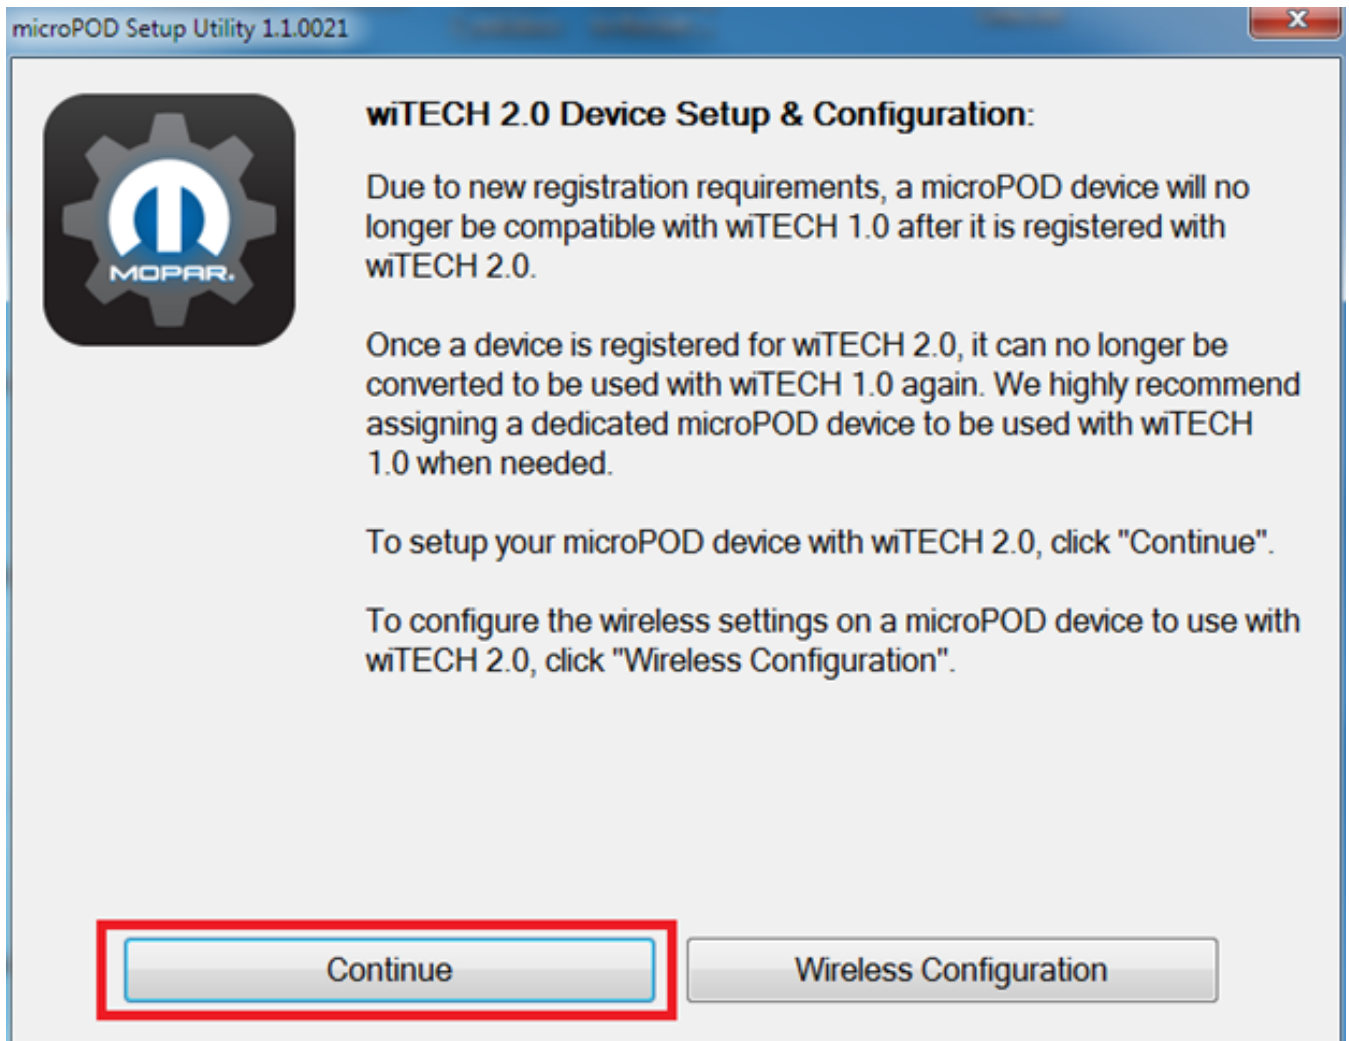 microPOD Setup Utility 1.1.0021
wiTECH 2.0 Device Setup & Configuration:
Due to new registration requirements, a microPOD device will no
longer be compatible with wiTECH 1.0 after it is registered with
wiTECH 2.0.
Once a device is registered for wiTECH 2.0, it can no longer be
converted to be used with wiTECH 1.0 again. We highly recommend
assigning a dedicated microPOD device to be used with wiTECH
1.0 when needed.
To setup your microPOD device with wiTECH 2.0, click "Continue".
To configure the wireless settings on a microPOD device to use with
wiTECH 2.0, click "Wireless Configuration".
MOPAR.
Continue
Wireless Configuration